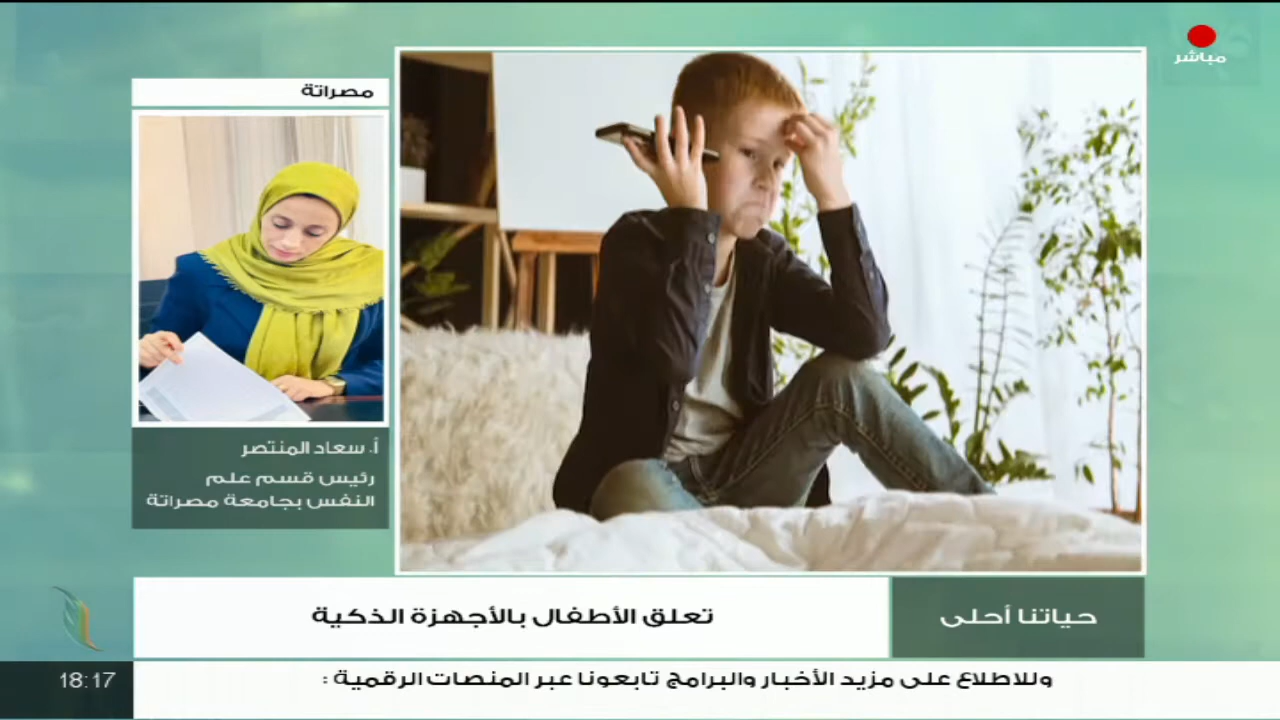 مباشر
مصراتة
أ. سعاد المنتصر
رئيس قسم علم
النفس بجامعة مصراتة
حياتنا أحلى
تعلق الأطفال بالأجهزة الذكية
18:17
وللاطلاع على مزيد الأخبار والبرامج تابعونا عبر المنصات الرقمية :